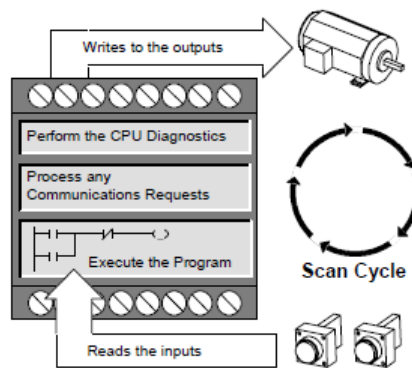 Writes to the outputs
Perform the CPU Diagnostics
Process any
Communications Requests
Execute the Program
Scan Cycle
Reads the inputs